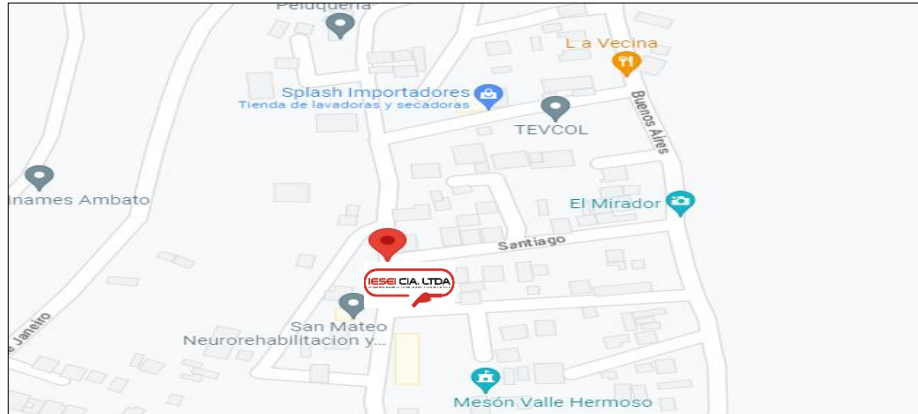 Peluquería
L a Vecina
Splash Importadores
Tienda de lavadoras y secadoras
TEVCOL
Buenos Aires
Inames Ambato
El Mirador
Santiago
IESEI CIA. LTDA
San Mateo
Neurorehabilitacion y...
Janeiro
Mesón Valle Hermoso